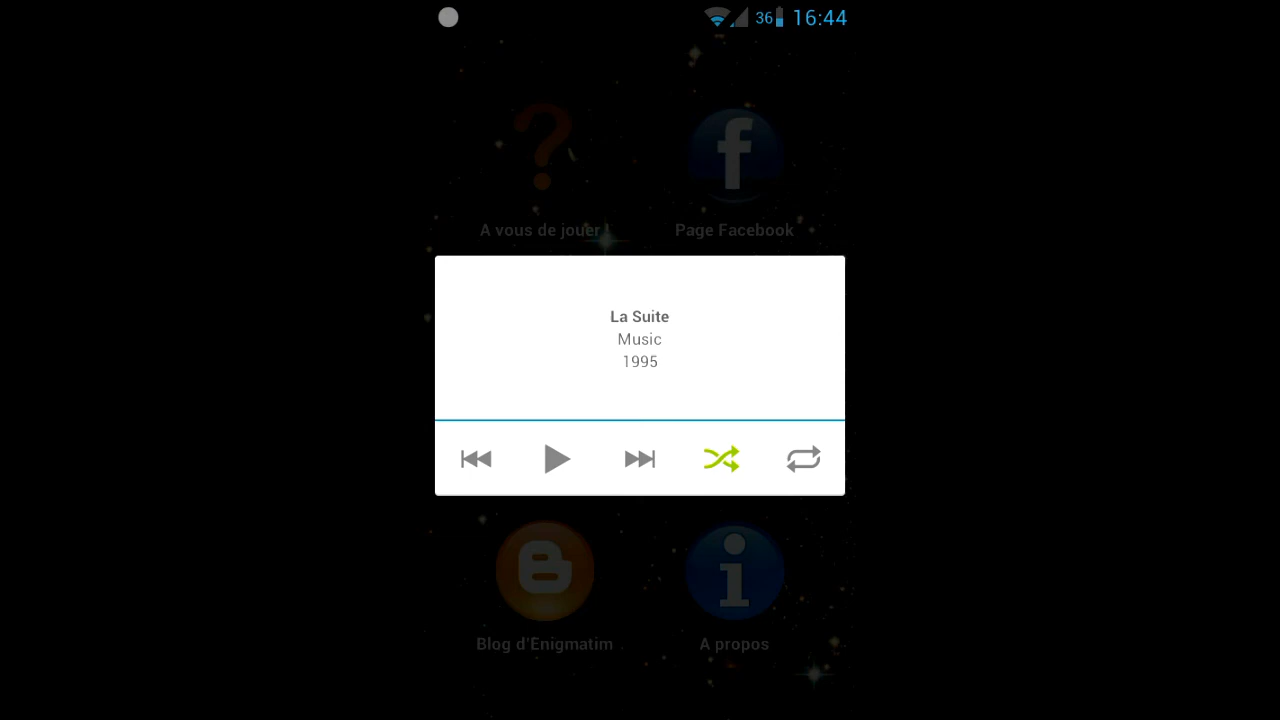 36 16:44
A vous de jouer !
Page Facebook
La Suite
Music
1995
Blog d'Enigmatim
A propos